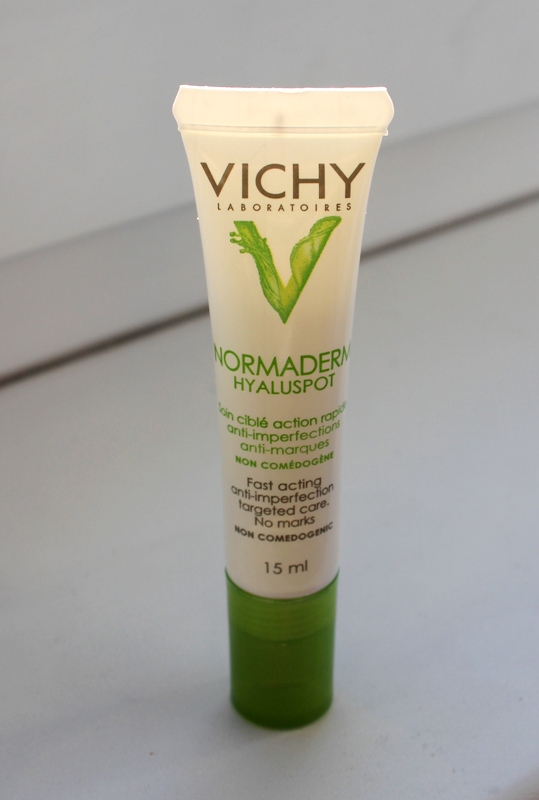 VICHY
LABORATOIRES
NORMADERM
HYALUSPOT
Soin ciblé action rapide
anti-imperfections
anti-marques
NON COMÉDOGÈNE
Fast acting
anti-imperfection
targeted care.
No marks
NON COMEDOGENIC
15 ml